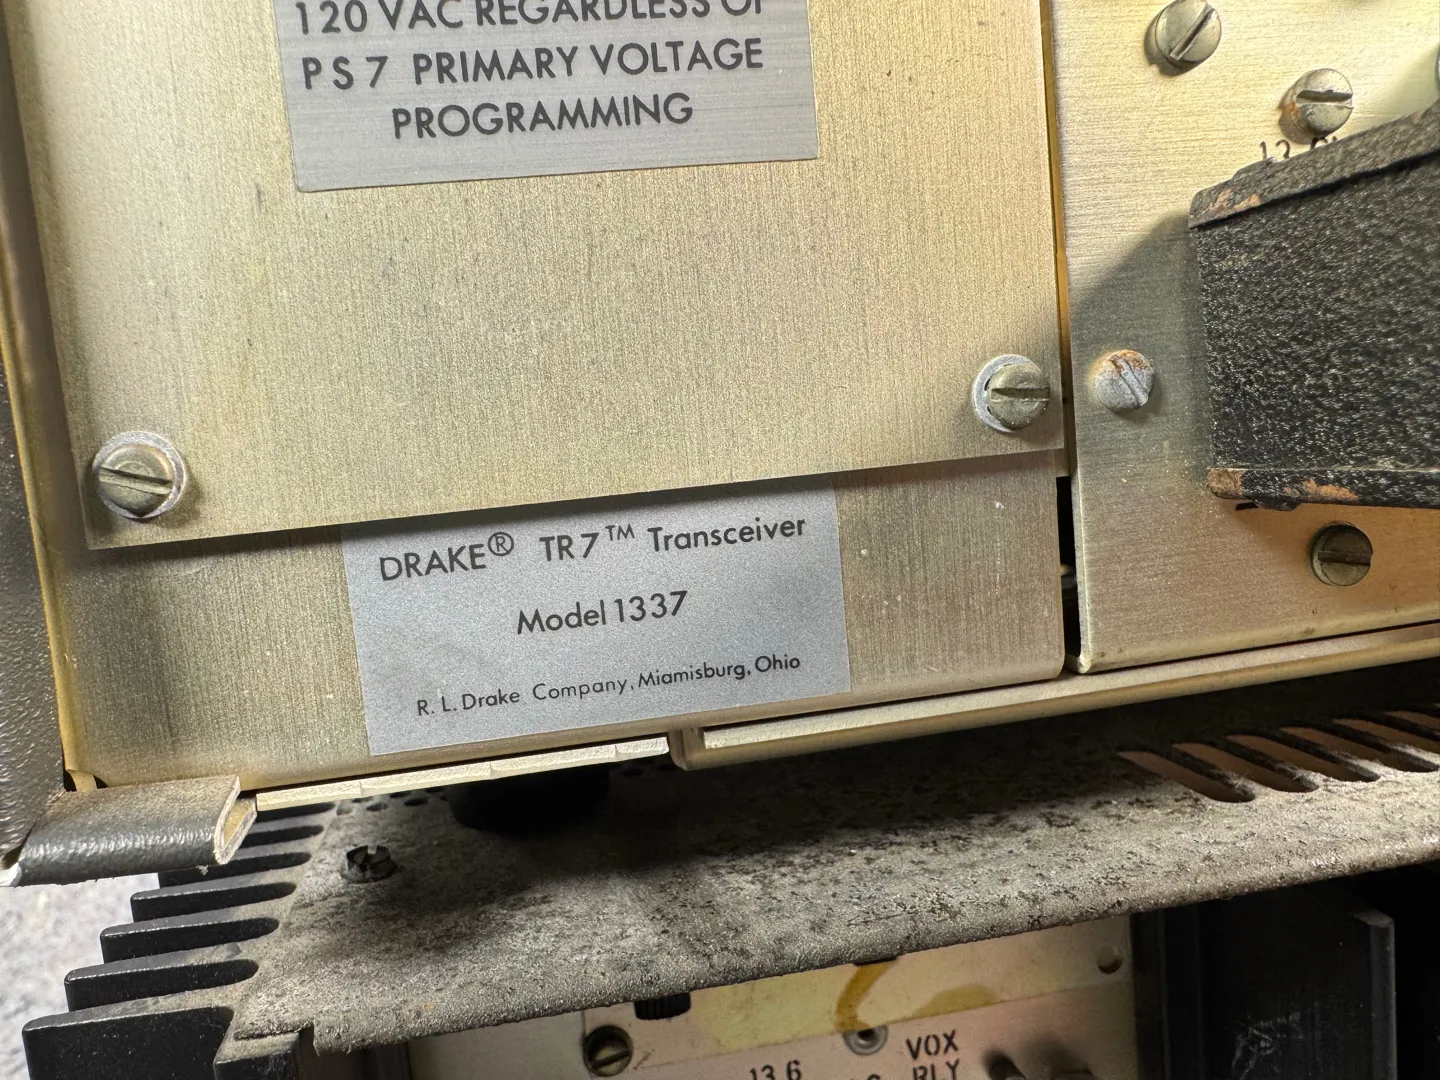 120 VAC REGARDLESS OF
PS7 PRIMARY VOLTAGE
PROGRAMMING
DRAKE® TR7™ Transceiver
Model 1337
R. L. Drake Company, Miamisburg, Ohio
13.6
VOX
RLY